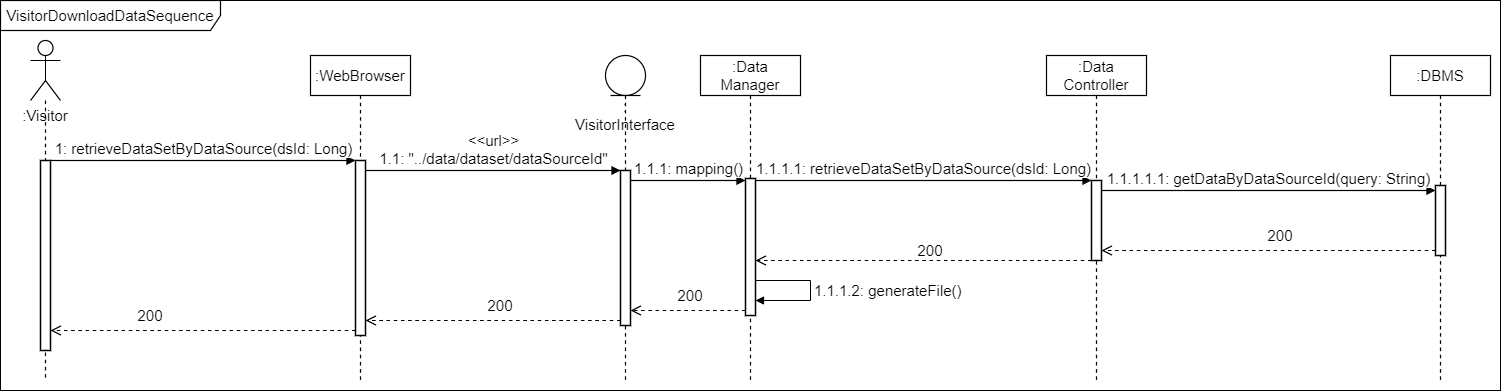 VisitorDownloadDataSequence
:Visitor
:WebBrowser
VisitorInterface
:Data
Manager
:Data
Controller
:DBMS
1: retrieveDataSetByDataSource(dsId: Long)
<<url>>
1.1: "../data/dataset/dataSourceId"
1.1.1: mapping()
1.1.1.1: retrieveDataSetByDataSource(dsId: Long)
1.1.1.1.1: getDataByDataSourceId(query: String)
200
200
1.1.1.2: generateFile()
200
200
200